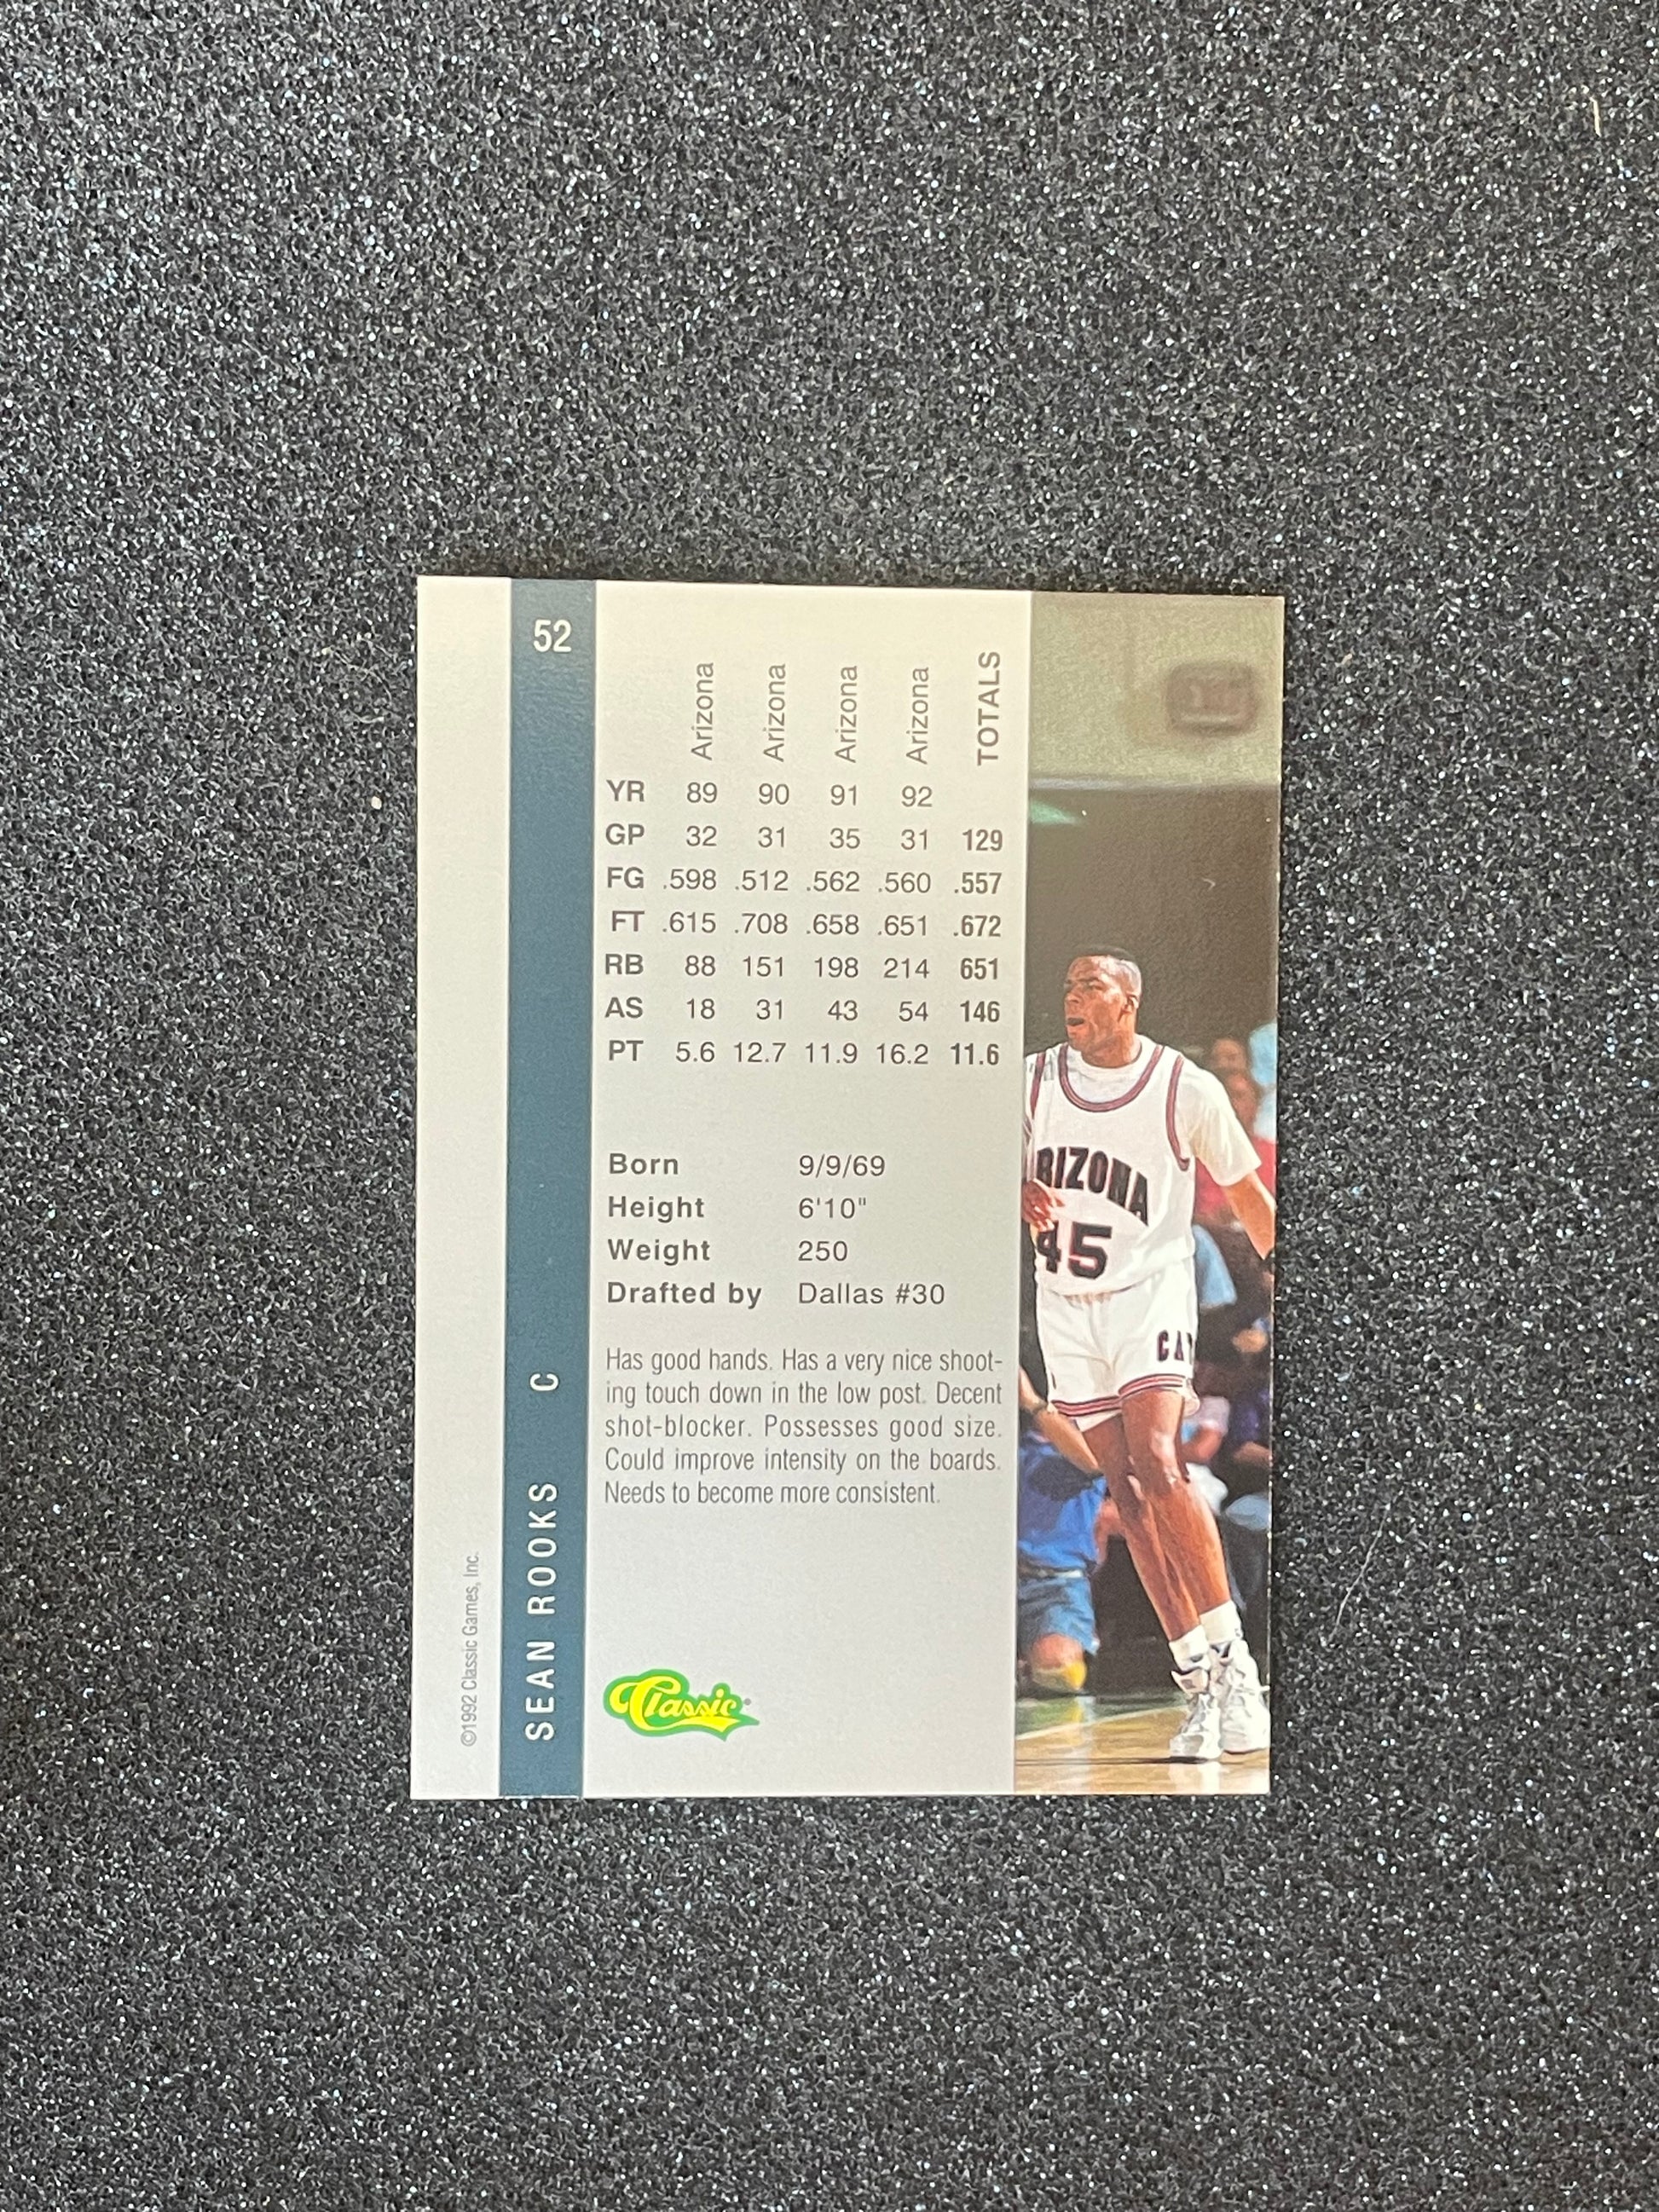 52
SEAN ROOKS C
©1992 Classic Games, Inc.
Arizona Arizona Arizona Arizona TOTALS
YR 89 90 91 92
GP 32 31 35 31 129
FG .598 .512 .562 .560 .557
FT .615 .708 .658 .651 .672
RB 88 151 198 214 651
AS 18 31 43 54 146
PT 5.6 12.7 11.9 16.2 11.6
Born 9/9/69
Height 6'10"
Weight 250
Drafted by Dallas #30
Has good hands. Has a very nice shoot-
ing touch down in the low post. Decent
shot-blocker. Possesses good size.
Could improve intensity on the boards.
Needs to become more consistent.
Classic
RIZONA
45
CA